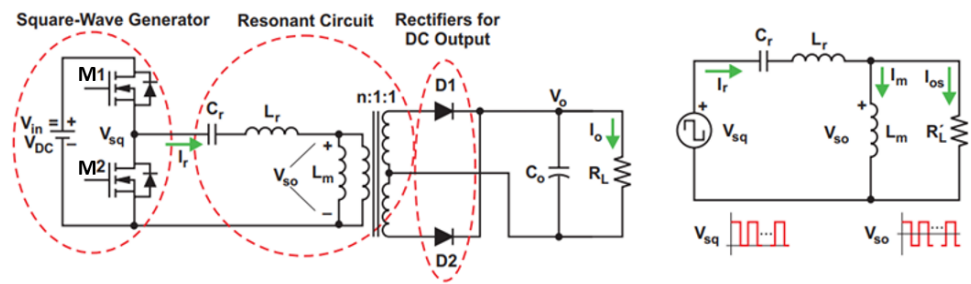 Square-Wave Generator
Resonant Circuit
Rectifiers for
DC Output
M1
M2
Vin =
VDC
+
−
Vsq
Ir
Cr
Lr
+
Vso
−
Lm
n:1:1
D1
D2
Vo
Io
Co
RL
Cr
Lr
Ir
Im
Ios
+
Vsq
+
Vso
Lm
RL'
Vsq
Vso